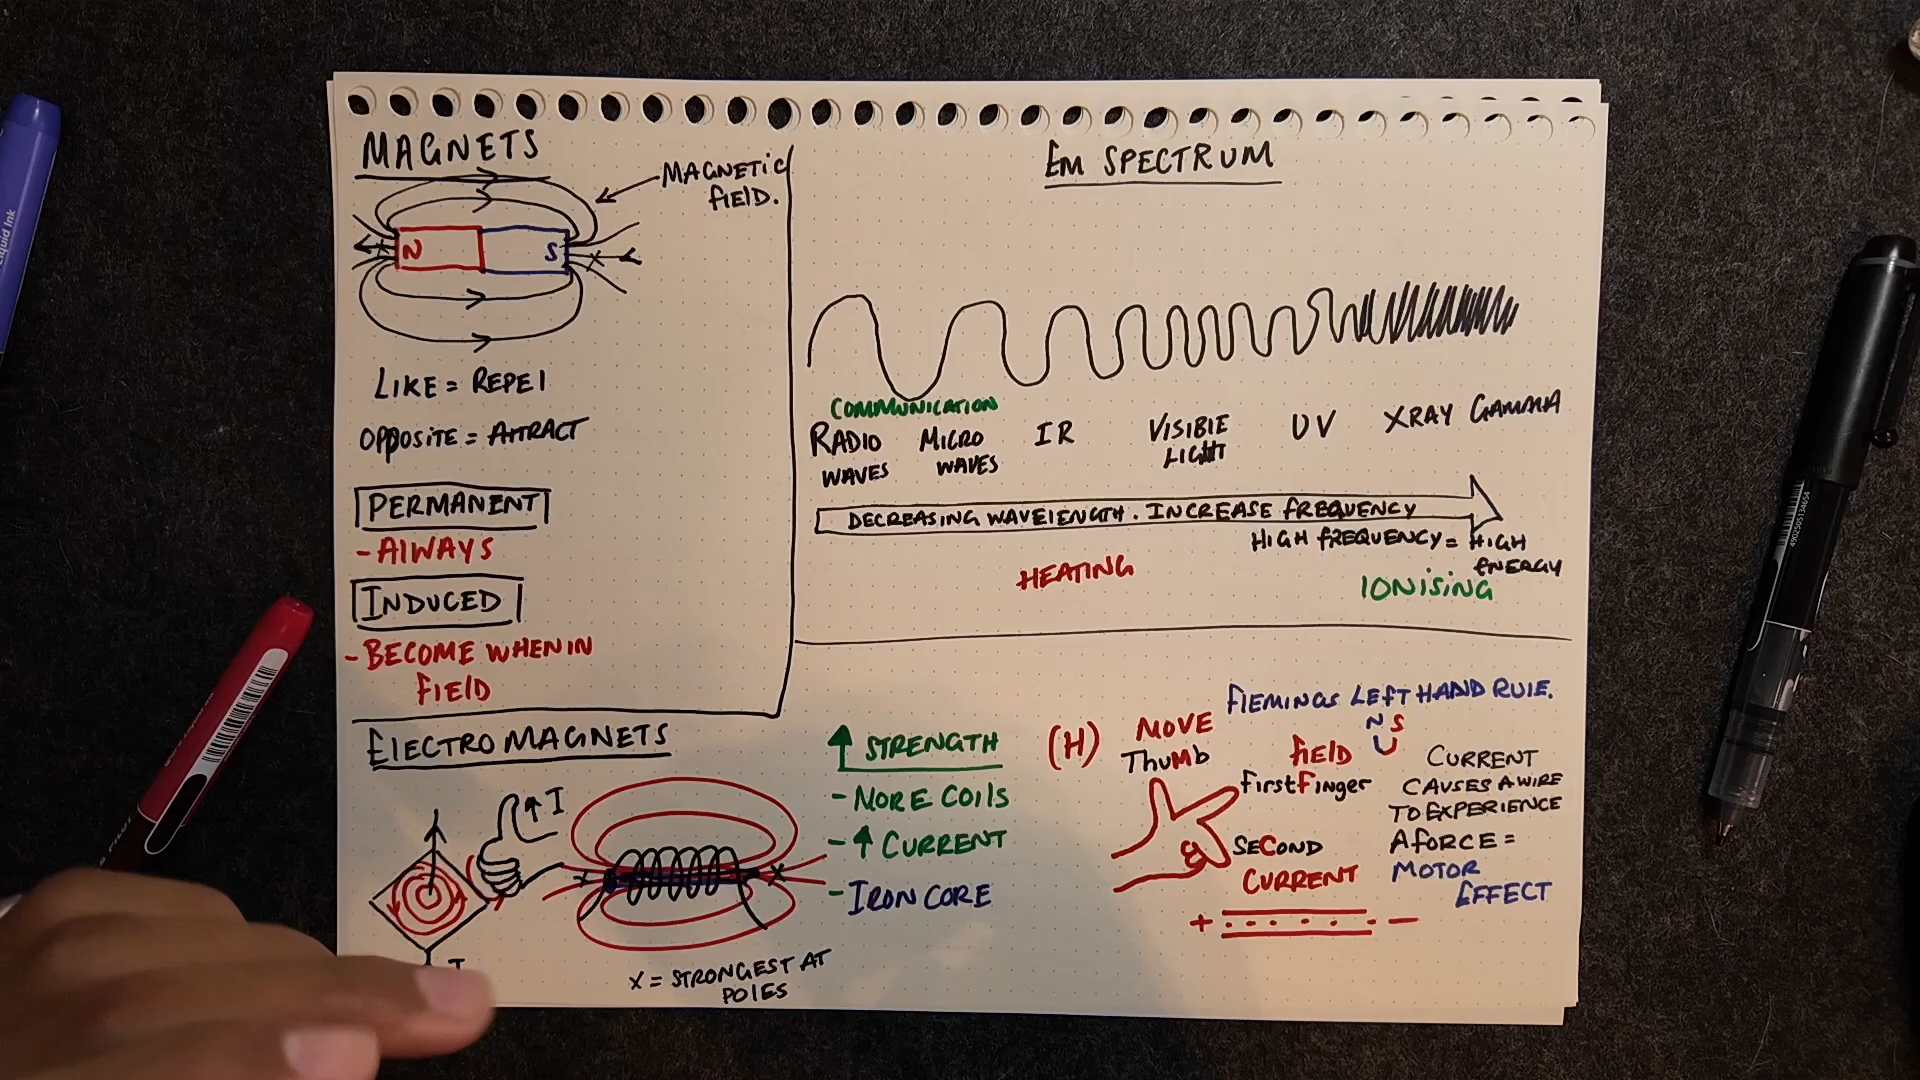 MAGNETS
MAGNETIC
FIELD.
N
S
LIKE = REPEl
OPPOSITE = ATTRACT
PERMANENT
- AlWAYS
INDUCED
- BECOME WHEN IN
FIElD
EM SPECTRUM
COMMUNICATION
RADIO
WAVES
MICRO
WAVES
IR
VISIBlE
LIGHT
UV
XRAY
GAMMA
DECREASING WAVElENGTH. INCREASE FREQUENCY
HIGH FREQUENCY = HIGH
ENERGY
HEATING
IONISING
ElECTROMAGNETS
↑ I
I
X = STRONGEST AT
POlES
↑ STRENGTH
- MORE COIlS
- ↑ CURRENT
- IRON CORE
(H)
FlEMINGS LEFT HAND RUlE.
MOVE
ThuMb
N S
FIElD
FirstFinger
SECOND
CURRENT
+ -
CURRENT
CAUSES A WIRE
TO EXPERIENCE
A FORCE =
MOTOR
EFFECT